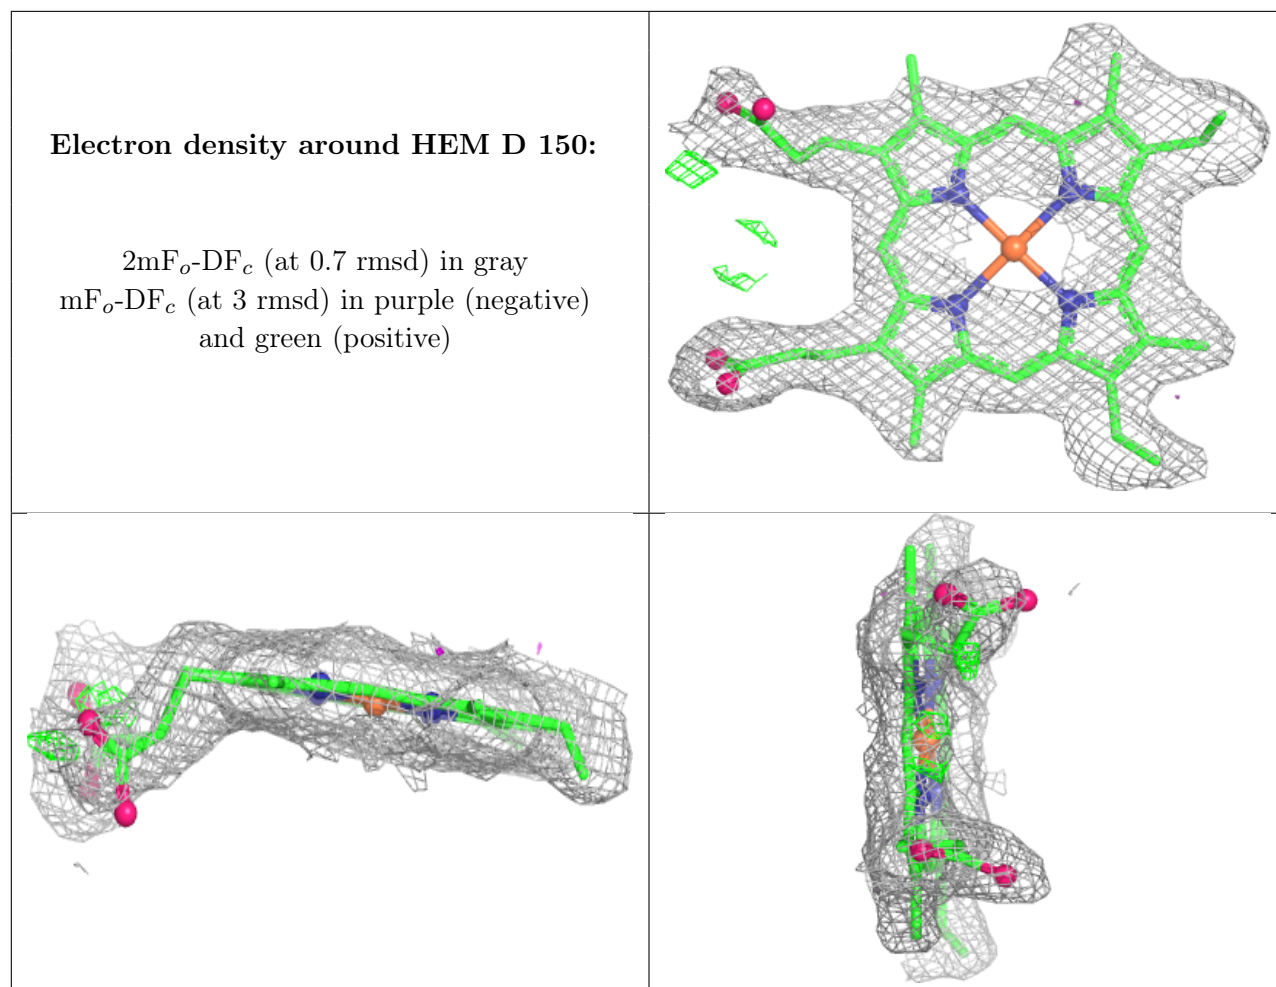 Electron density around HEM D 150:
2mFo-DFc (at 0.7 rmsd) in gray
mFo-DFc (at 3 rmsd) in purple (negative)
and green (positive)